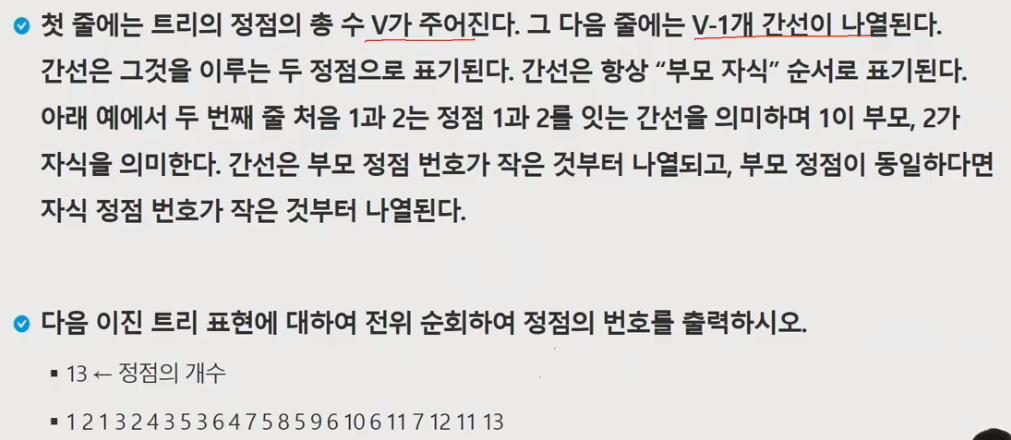 첫 줄에는 트리의 정점의 총 수 V가 주어진다. 그 다음 줄에는 V-1개 간선이 나열된다.
간선은 그것을 이루는 두 정점으로 표기된다. 간선은 항상 “부모 자식” 순서로 표기된다.
아래 예에서 두 번째 줄 처음 1과 2는 정점 1과 2를 잇는 간선을 의미하며 1이 부모, 2가
자식을 의미한다. 간선은 부모 정점 번호가 작은 것부터 나열되고, 부모 정점이 동일하다면
자식 정점 번호가 작은 것부터 나열된다.
다음 이진 트리 표현에 대하여 전위 순회하여 정점의 번호를 출력하시오.
▪ 13 ← 정점의 개수
▪ 1 2 1 3 2 4 3 5 3 6 4 7 5 8 5 9 6 10 6 11 7 12 11 13